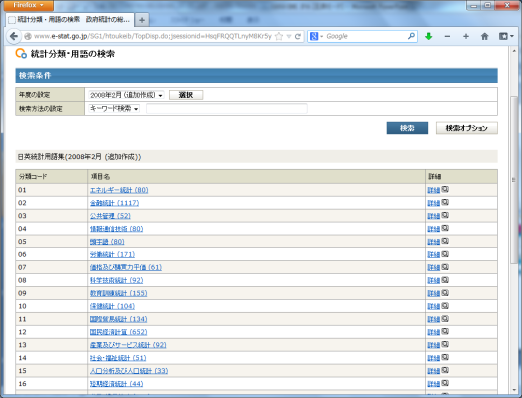 Firefox
統計分類・用語の検索 政府統計の総...
www.e-stat.go.jp/SG1/htoukeib/TopDisp.do;jsessionid=HsqFRQQTLnyM8Kr5y
Google
統計分類・用語の検索
検索条件
年度の設定 2008年2月 (追加作成) 選択
検索方法の設定 キーワード検索
検索 検索オプション
日英統計用語集(2008年2月 (追加作成))
分類コード 項目名 詳細
01 エネルギー統計 (80) 詳細
02 金融統計 (1117) 詳細
03 公共管理 (52) 詳細
04 情報通信技術 (80) 詳細
05 頭字語 (80) 詳細
06 労働統計 (171) 詳細
07 価格及び購買力平価 (61) 詳細
08 科学技術統計 (92) 詳細
09 教育訓練統計 (155) 詳細
10 保健統計 (104) 詳細
11 国際貿易統計 (134) 詳細
12 国民経済計算 (652) 詳細
13 産業及びサービス統計 (92) 詳細
14 社会・福祉統計 (51) 詳細
15 人口分析及び人口統計 (33) 詳細
16 短期経済統計 (44) 詳細